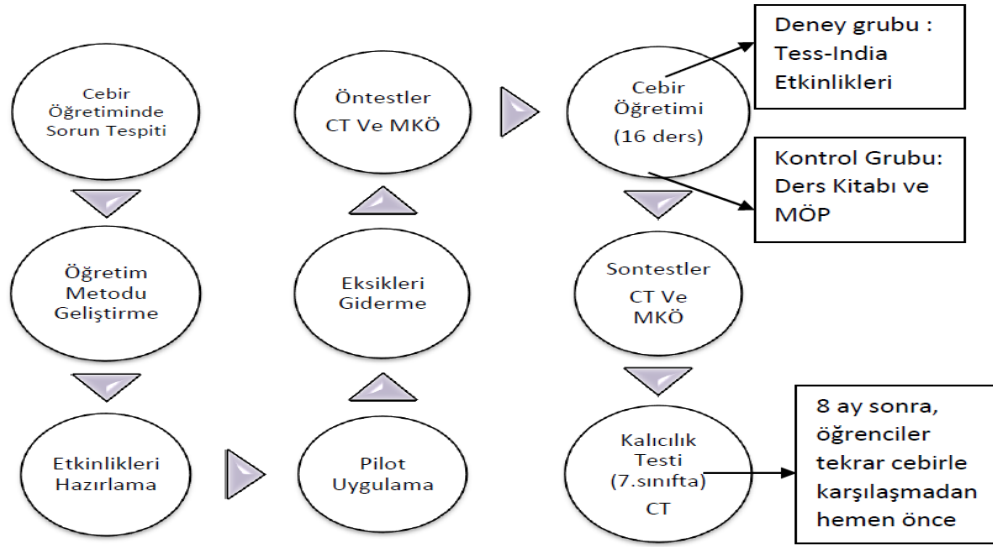 Cebir
Öğretiminde
Sorun Tespiti
Öğretim
Metodu
Geliştirme
Etkinlikleri
Hazırlama
Pilot
Uygulama
Eksikleri
Giderme
Öntestler
CT Ve MKÖ
Cebir
Öğretimi
(16 ders)
Deney grubu :
Tess-India
Etkinlikleri
Kontrol Grubu:
Ders Kitabı ve
MÖP
Sontestler
CT Ve
MKÖ
Kalıcılık
Testi
(7.sınıfta)
CT
8 ay sonra,
öğrenciler
tekrar cebirle
karşılaşmadan
hemen önce